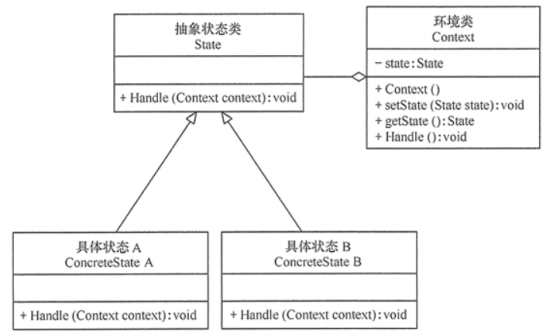 抽象状态类
State
+ Handle (Context context) : void
环境类
Context
− state : State
+ Context ()
+ setState (State state) : void
+ getState () : State
+ Handle () : void
具体状态 A
ConcreteState A
+ Handle (Context context) : void
具体状态 B
ConcreteState B
+ Handle (Context context) : void